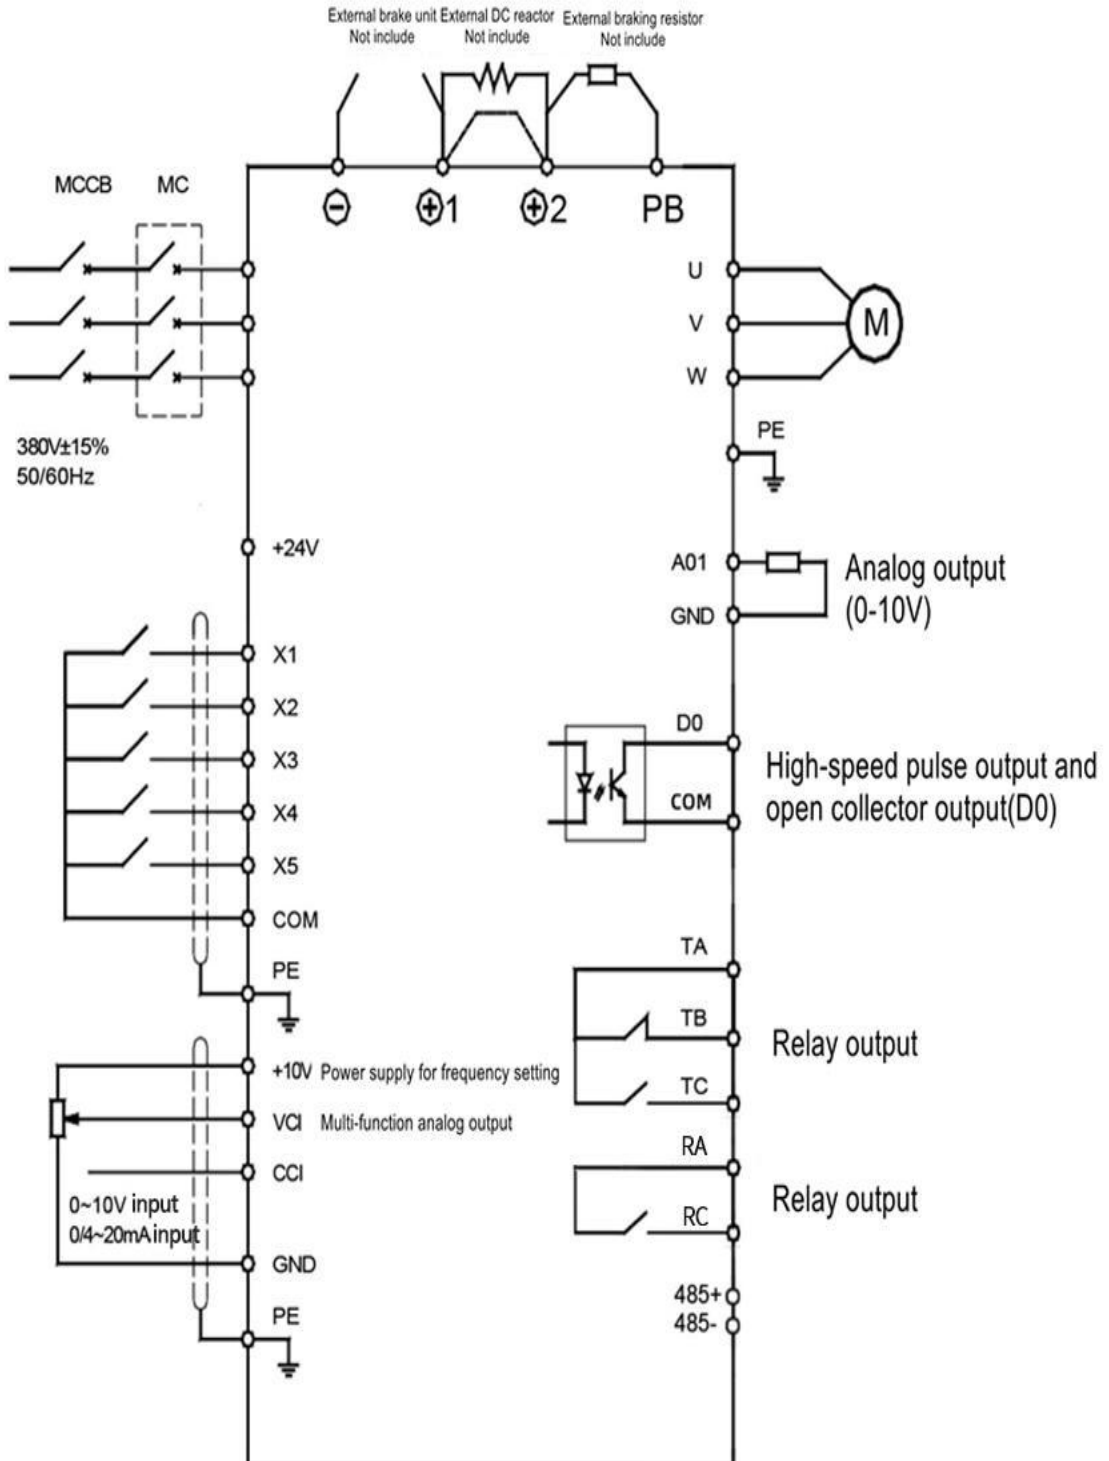 External brake unit External DC reactor External braking resistor
Not include Not include Not include
MCCB MC
⊖ ⊕1 ⊕2 PB
U
V
W
M
380V±15%
50/60Hz
PE
+24V
A01
GND
Analog output
(0-10V)
X1
X2
X3
X4
X5
COM
PE
D0
COM
High-speed pulse output and
open collector output(D0)
TA
TB
TC
Relay output
+10V Power supply for frequency setting
VCI Multi-function analog output
CCI
0~10V input
0/4~20mAinput
GND
PE
RA
RC
Relay output
485+
485-